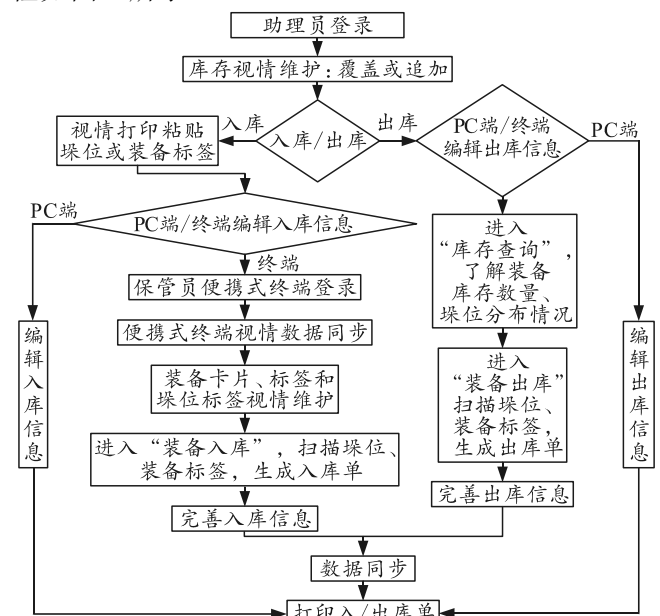 助理员登录
库存视情维护:覆盖或追加
视情打印粘贴
垛位或装备标签
入库
入库/出库
出库
PC端/终端
编辑出库信息
PC端
PC端
PC端/终端编辑入库信息
终端
进入
“库存查询”,
了解装备
库存数量、
垛位分布情况
保管员便携式终端登录
便携式终端视情数据同步
编辑入库信息
装备卡片、标签和
垛位标签视情维护
进入
“装备出库”
扫描垛位、
装备标签,
生成出库单
编辑出库信息
进入“装备入库”,扫描垛位、
装备标签,生成入库单
完善出库信息
完善入库信息
数据同步
打印入/出库单